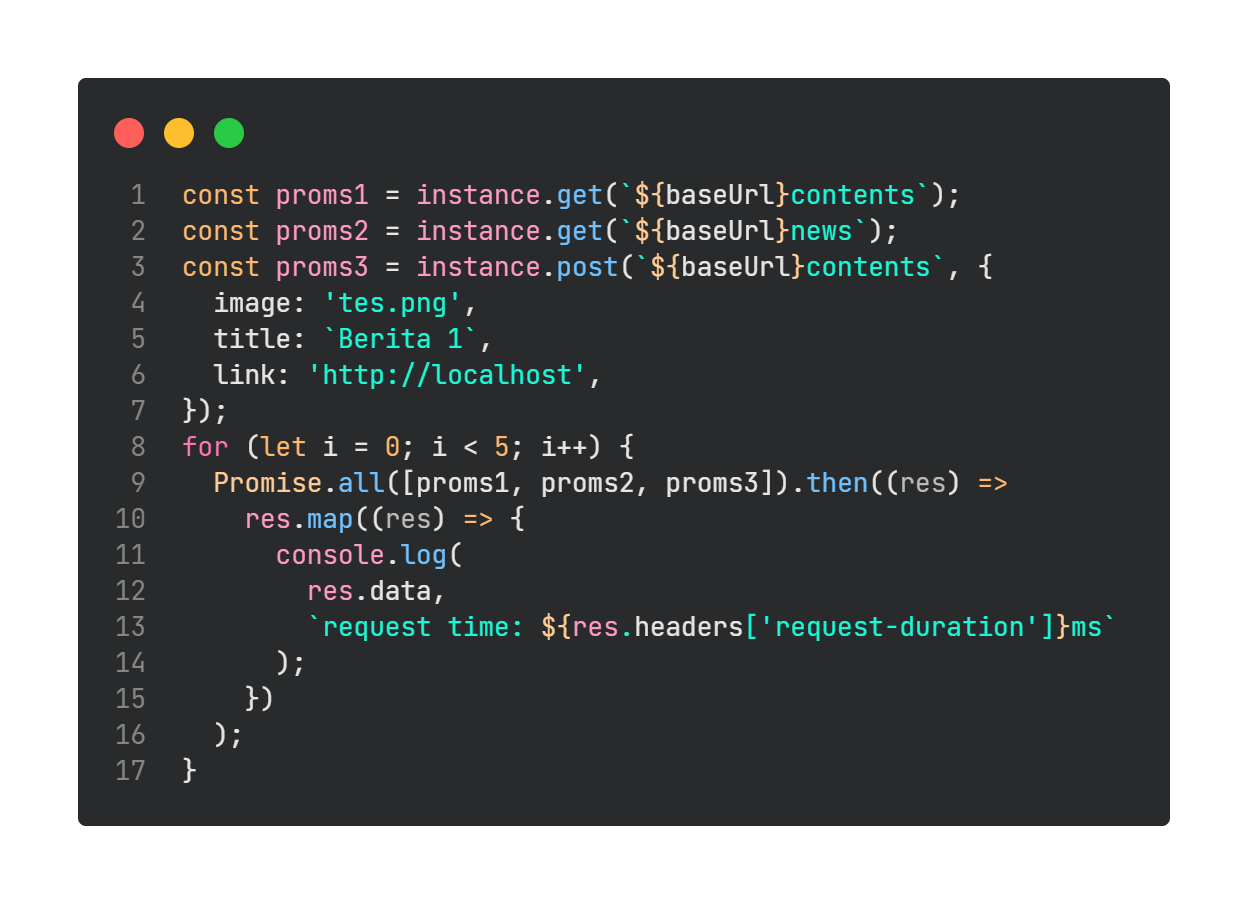 1 const proms1 = instance.get(`${baseUrl}contents`);
2 const proms2 = instance.get(`${baseUrl}news`);
3 const proms3 = instance.post(`${baseUrl}contents`, {
4   image: 'tes.png',
5   title: `Berita 1`,
6   link: 'http://localhost',
7 });
8 for (let i = 0; i < 5; i++) {
9   Promise.all([proms1, proms2, proms3]).then((res) =>
10     res.map((res) => {
11       console.log(
12         res.data,
13         `request time: ${res.headers['request-duration']}ms`
14       );
15     })
16   );
17 }